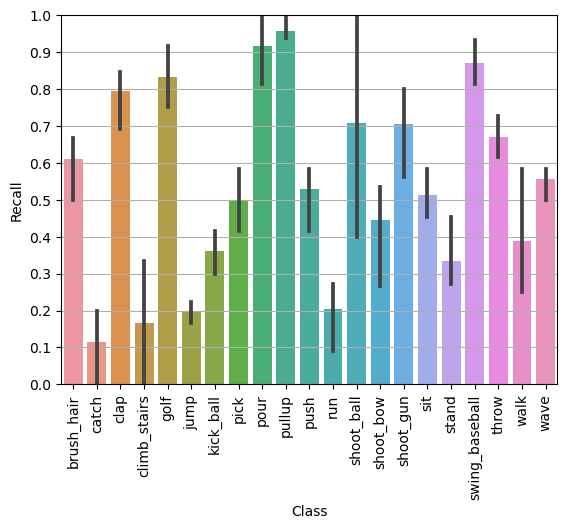 1.0
0.9
0.8
0.7
0.6
0.5
0.4
0.3
0.2
0.1
0.0
Recall
brush_hair
catch
clap
climb_stairs
golf
jump
kick_ball
pick
pour
pullup
push
run
shoot_ball
shoot_bow
shoot_gun
sit
stand
swing_baseball
throw
walk
wave
Class